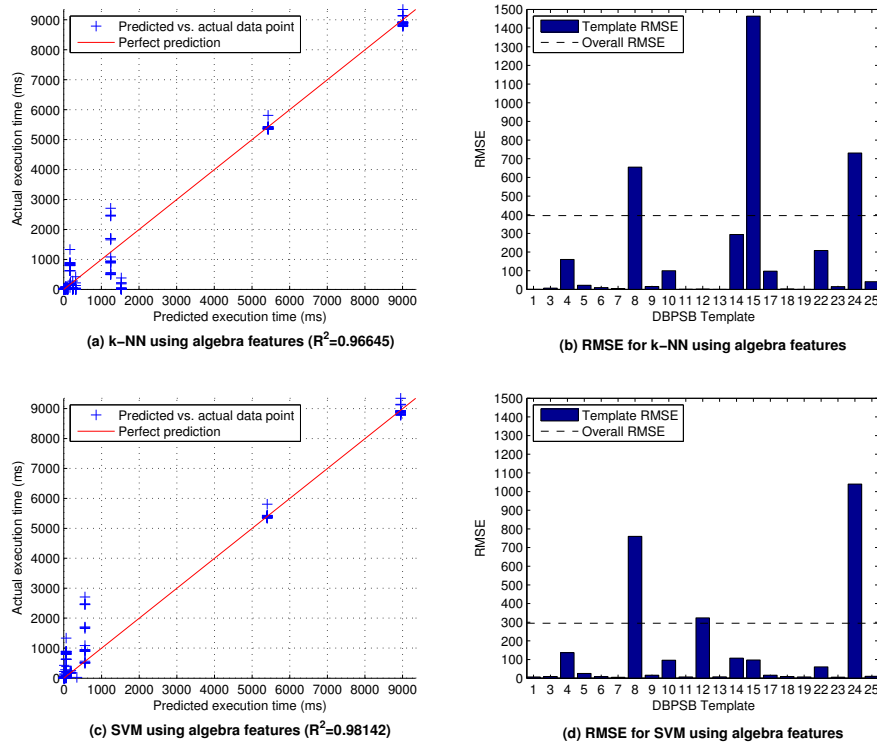 9000
8000
7000
6000
5000
4000
3000
2000
1000
0
Actual execution time (ms)
Predicted vs. actual data point
Perfect prediction
0 1000 2000 3000 4000 5000 6000 7000 8000 9000
Predicted execution time (ms)
(a) k−NN using algebra features (R²=0.96645)
1500
1400
1300
1200
1100
1000
900
800
700
600
500
400
300
200
100
0
RMSE
Template RMSE
Overall RMSE
1 3 4 5 6 7 8 9 10 11 12 13 14 15 17 18 19 22 23 24 25
DBPSB Template
(b) RMSE for k−NN using algebra features
9000
8000
7000
6000
5000
4000
3000
2000
1000
0
Actual execution time (ms)
Predicted vs. actual data point
Perfect prediction
0 1000 2000 3000 4000 5000 6000 7000 8000 9000
Predicted execution time (ms)
(c) SVM using algebra features (R²=0.98142)
1500
1400
1300
1200
1100
1000
900
800
700
600
500
400
300
200
100
0
RMSE
Template RMSE
Overall RMSE
1 3 4 5 6 7 8 9 10 11 12 13 14 15 17 18 19 22 23 24 25
DBPSB Template
(d) RMSE for SVM using algebra features